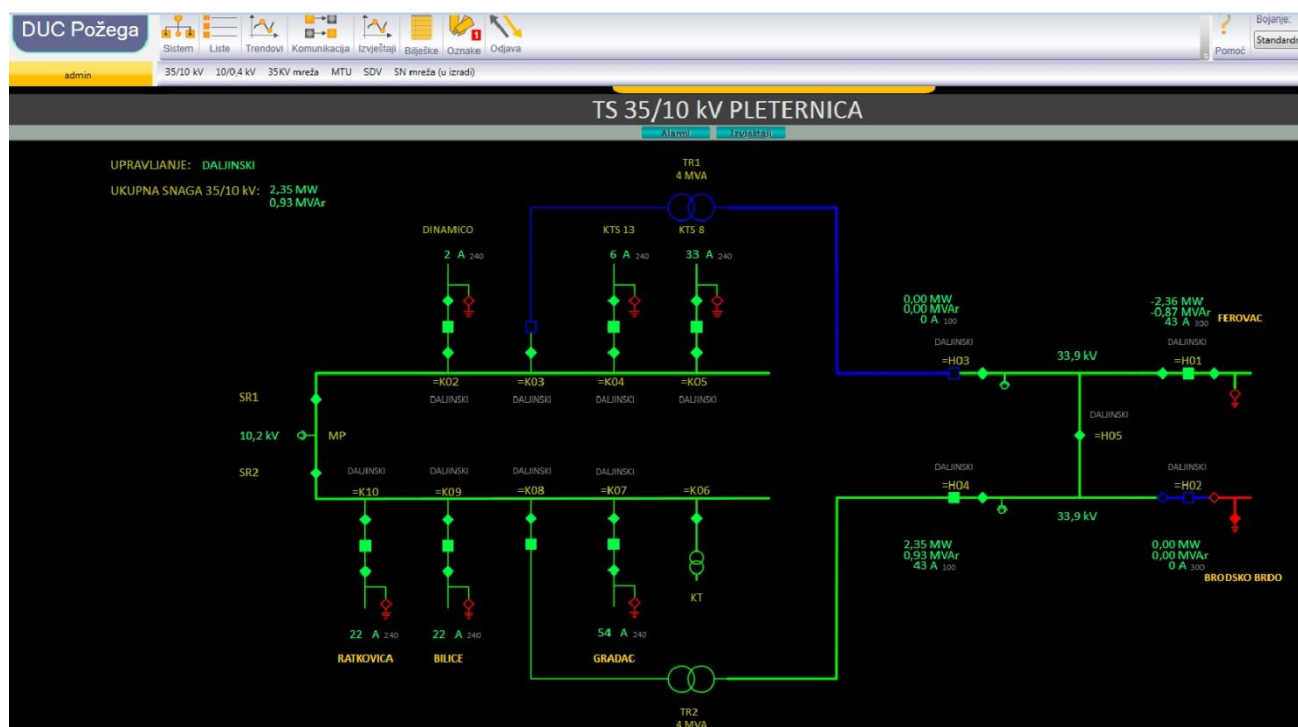 DUC Požega
Sistem Liste Trendovi Komunikacija Izvještaji Bilješke Oznake Odjava
1
Pomoć
Bojanje:
Standardn
admin
35/10 kV 10/0,4 kV 35KV mreža MTU SDV SN mreža (u izradi)
TS 35/10 kV PLETERNICA
Alarmi Izvještaji
UPRAVLJANJE: DALJINSKI
UKUPNA SNAGA 35/10 kV: 2,35 MW
0,93 MVAr
TR1
4 MVA
DINAMICO KTS 13 KTS 8
2 A 240 6 A 240 33 A 240
0,00 MW
0,00 MVAr
0 A 100
DALJINSKI
=H03
33,9 kV
-2,36 MW
-0,87 MVAr
43 A 300
FEROVAC
DALJINSKI
=H01
=K02 =K03 =K04 =K05
DALJINSKI DALJINSKI DALJINSKI DALJINSKI
SR1
10,2 kV MP
SR2
DALJINSKI
=H05
DALJINSKI DALJINSKI DALJINSKI DALJINSKI
=K10 =K09 =K08 =K07 =K06
DALJINSKI
=H04
33,9 kV
DALJINSKI
=H02
2,35 MW
0,93 MVAr
43 A 100
0,00 MW
0,00 MVAr
0 A 300
BRODSKO BRDO
KT
22 A 240 22 A 240 54 A 240
RATKOVICA BILICE GRADAC
TR2
4 MVA